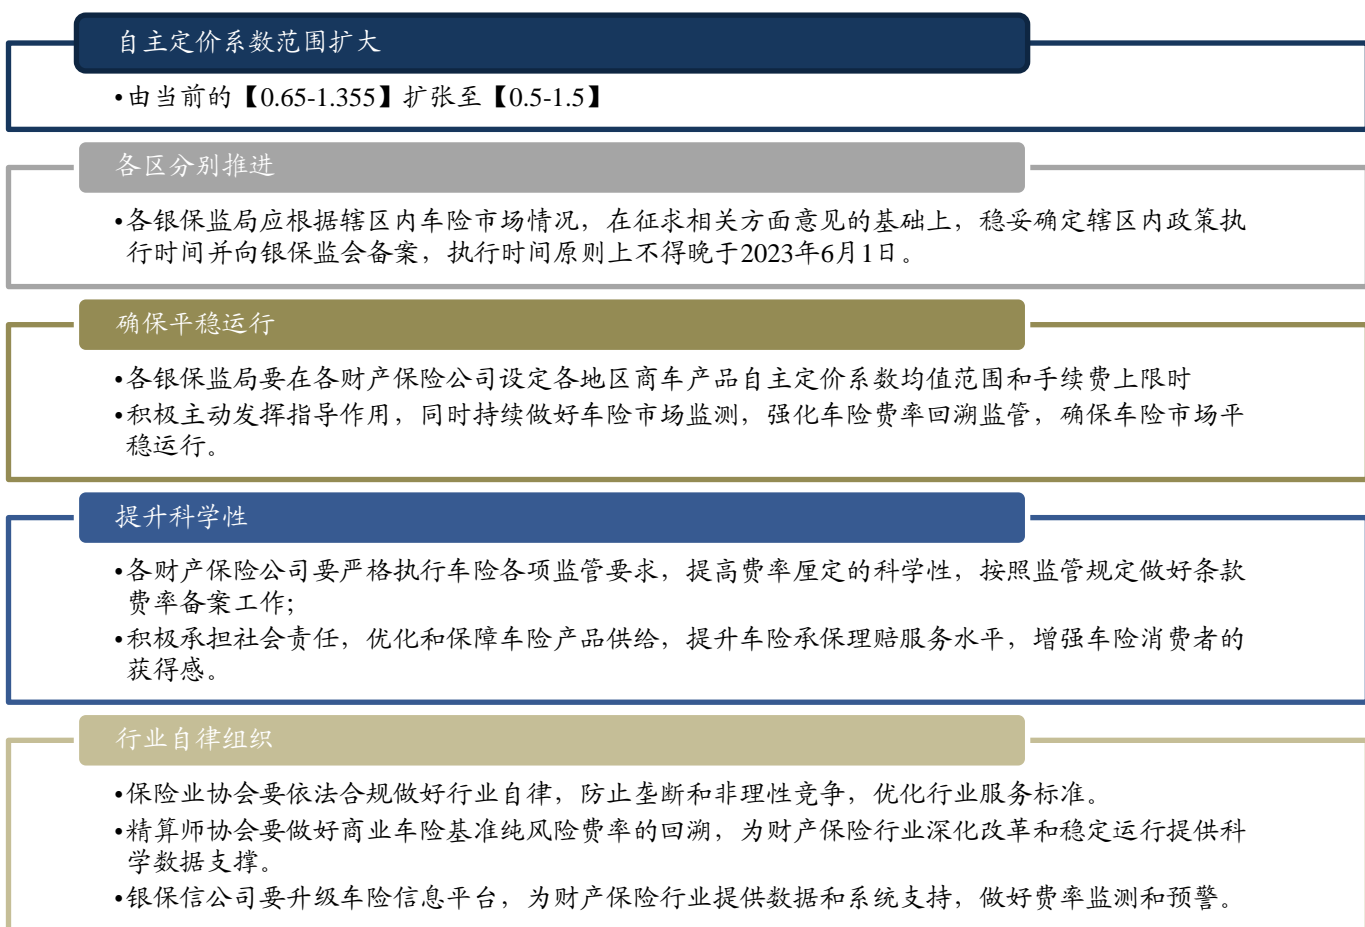 自主定价系数范围扩大
•由当前的【0.65-1.355】扩张至【0.5-1.5】
各区分别推进
•各银保监局应根据辖区内车险市场情况，在征求相关方面意见的基础上，稳妥确定辖区内政策执
行时间并向银保监会备案，执行时间原则上不得晚于2023年6月1日。
确保平稳运行
•各银保监局要在各财产保险公司设定各地区商车产品自主定价系数均值范围和手续费上限时
•积极主动发挥指导作用，同时持续做好车险市场监测，强化车险费率回溯监管，确保车险市场平
稳运行。
提升科学性
•各财产保险公司要严格执行车险各项监管要求，提高费率厘定的科学性，按照监管规定做好条款
费率备案工作；
•积极承担社会责任，优化和保障车险产品供给，提升车险承保理赔服务水平，增强车险消费者的
获得感。
行业自律组织
•保险业协会要依法合规做好行业自律，防止垄断和非理性竞争，优化行业服务标准。
•精算师协会要做好商业车险基准纯风险费率的回溯，为财产保险行业深化改革和稳定运行提供科
学数据支撑。
•银保信公司要升级车险信息平台，为财产保险行业提供数据和系统支持，做好费率监测和预警。